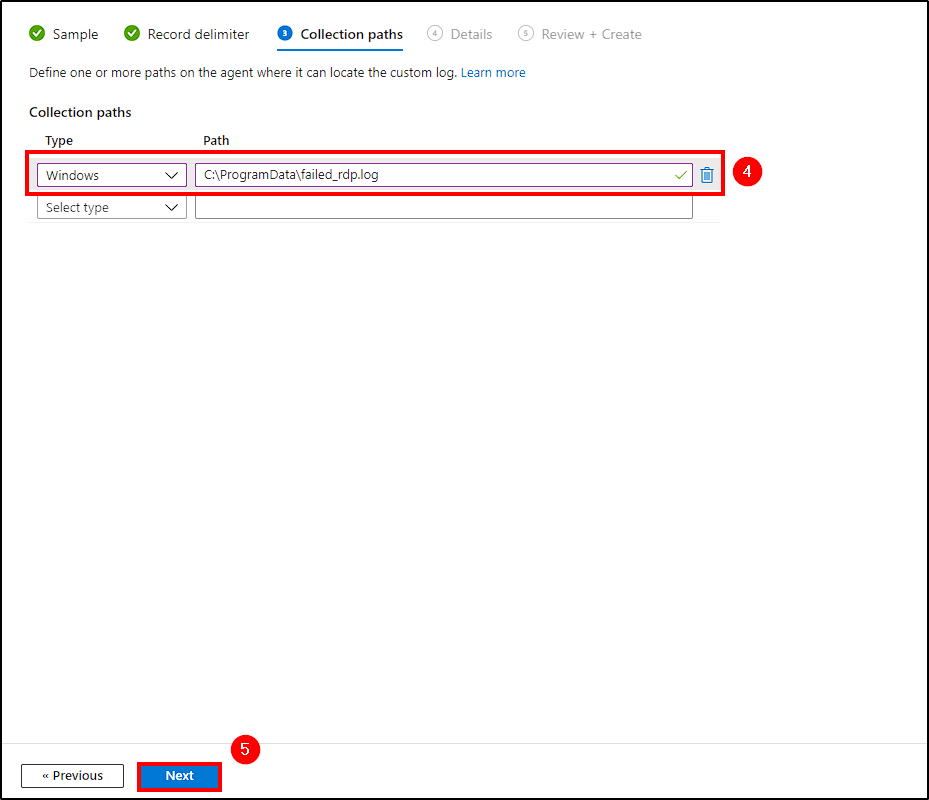 Sample Record delimiter 3 Collection paths 4 Details 5 Review + Create
Define one or more paths on the agent where it can locate the custom log. Learn more
Collection paths
Type Path
Windows C:\ProgramData\failed_rdp.log 4
Select type
5
« Previous Next